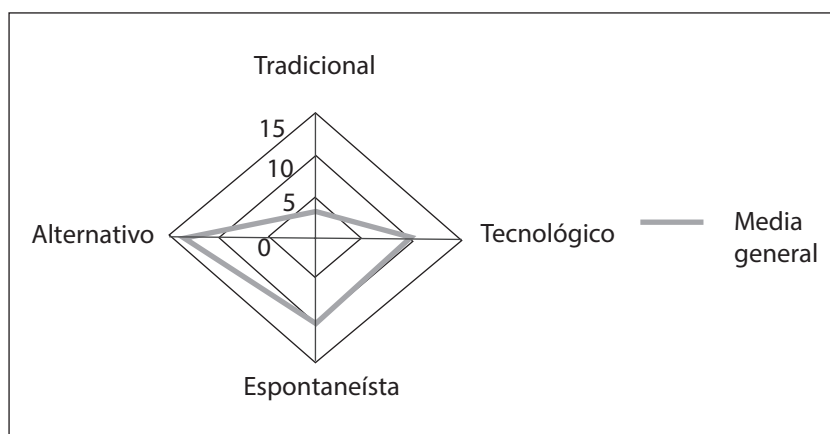 Tradicional
15
10
5
0
Alternativo
Tecnológico
Espontaneísta
Media
general